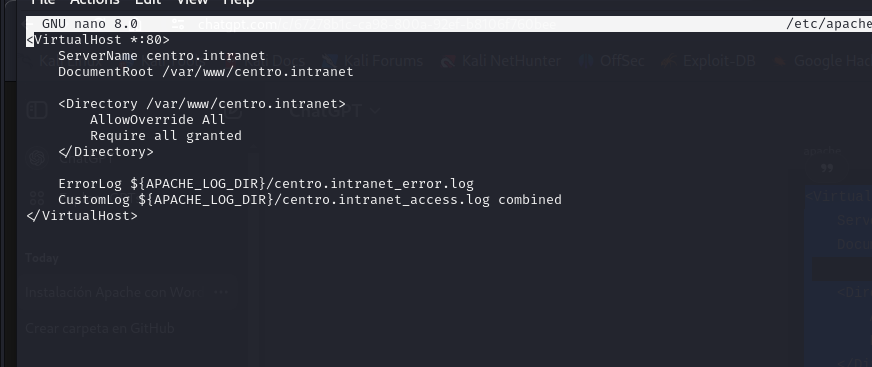 File Actions Edit View Help
GNU nano 8.0 /etc/apache
<VirtualHost *:80>
ServerName centro.intranet
DocumentRoot /var/www/centro.intranet
Kali Docs Kali Forums Kali NetHunter OffSec Exploit-DB Google Hac
<Directory /var/www/centro.intranet>
ChatGPT
AllowOverride All
Require all granted
</Directory>
ErrorLog ${APACHE_LOG_DIR}/centro.intranet_error.log
CustomLog ${APACHE_LOG_DIR}/centro.intranet_access.log combined
</VirtualHost>
Today
Instalación Apache con Wor
Crear carpeta en GitHub